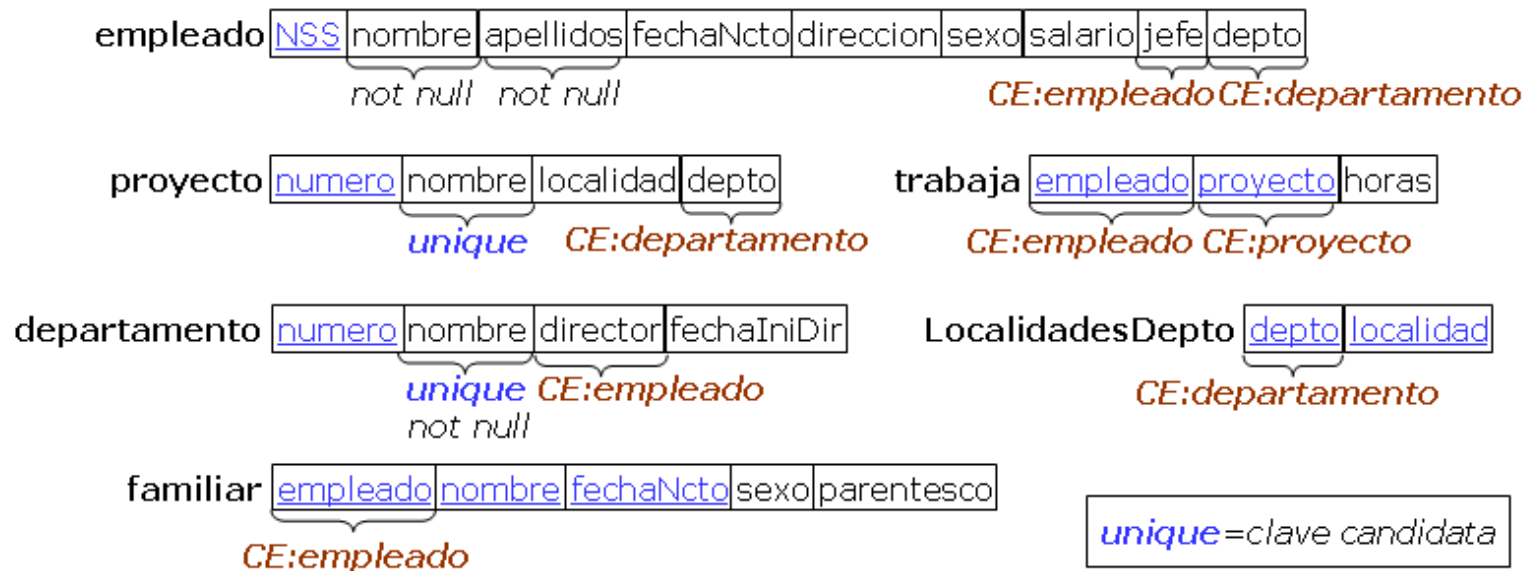 empleado NSS nombre apellidos fechaNcto direccion sexo salario jefe depto
not null not null CE:empleado CE:departamento
proyecto numero nombre localidad depto
unique CE:departamento
trabaja empleado proyecto horas
CE:empleado CE:proyecto
departamento numero nombre director fechaIniDir
unique CE:empleado
not null
LocalidadesDepto depto localidad
CE:departamento
familiar empleado nombre fechaNcto sexo parentesco
CE:empleado
unique=clave candidata